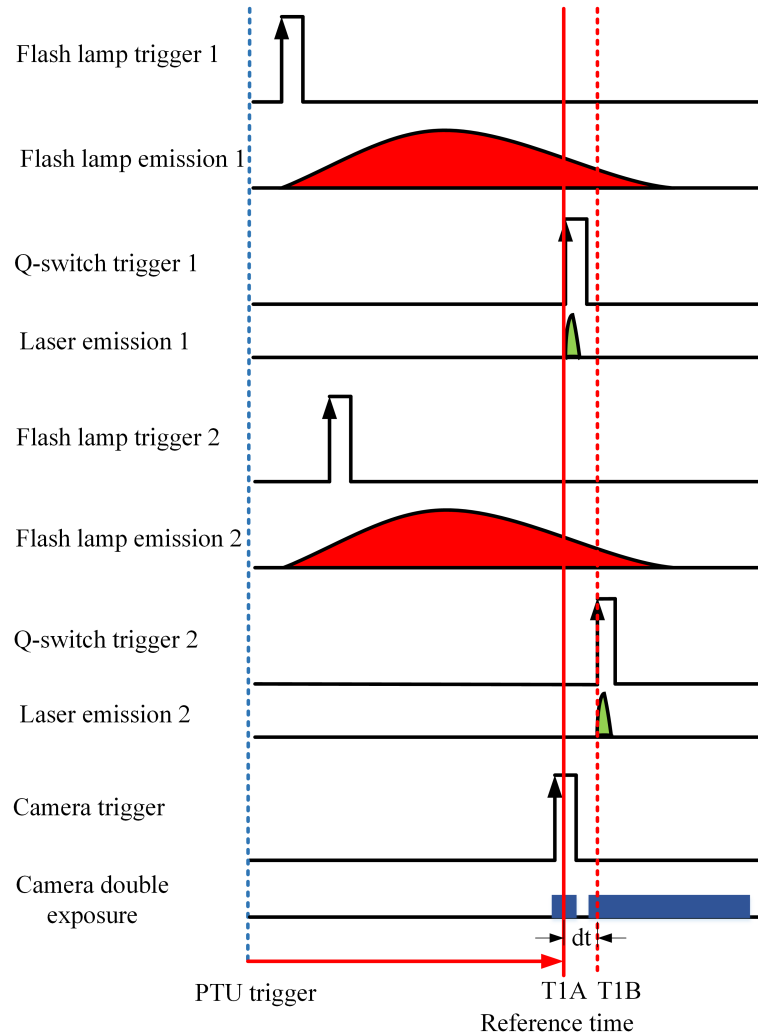 Flash lamp trigger 1
Flash lamp emission 1
Q-switch trigger 1
Laser emission 1
Flash lamp trigger 2
Flash lamp emission 2
Q-switch trigger 2
Laser emission 2
Camera trigger
Camera double
exposure
dt
PTU trigger
T1A
T1B
Reference time